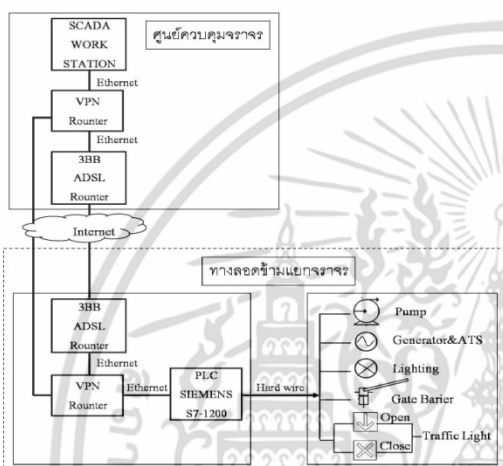 SCADA
WORK
STATION
ศูนย์ควบคุมจราจร
Ethernet
VPN
Rounter
Ethernet
3BB
ADSL
Rounter
Internet
ทางลอดข้ามแยกจราจร
3BB
ADSL
Rounter
Ethernet
VPN
Rounter
Ethernet
PLC
SIEMENS
S7-1200
Hard wire
Pump
Generator&ATS
Lighting
Gate Barier
Open
Close
Traffic Light